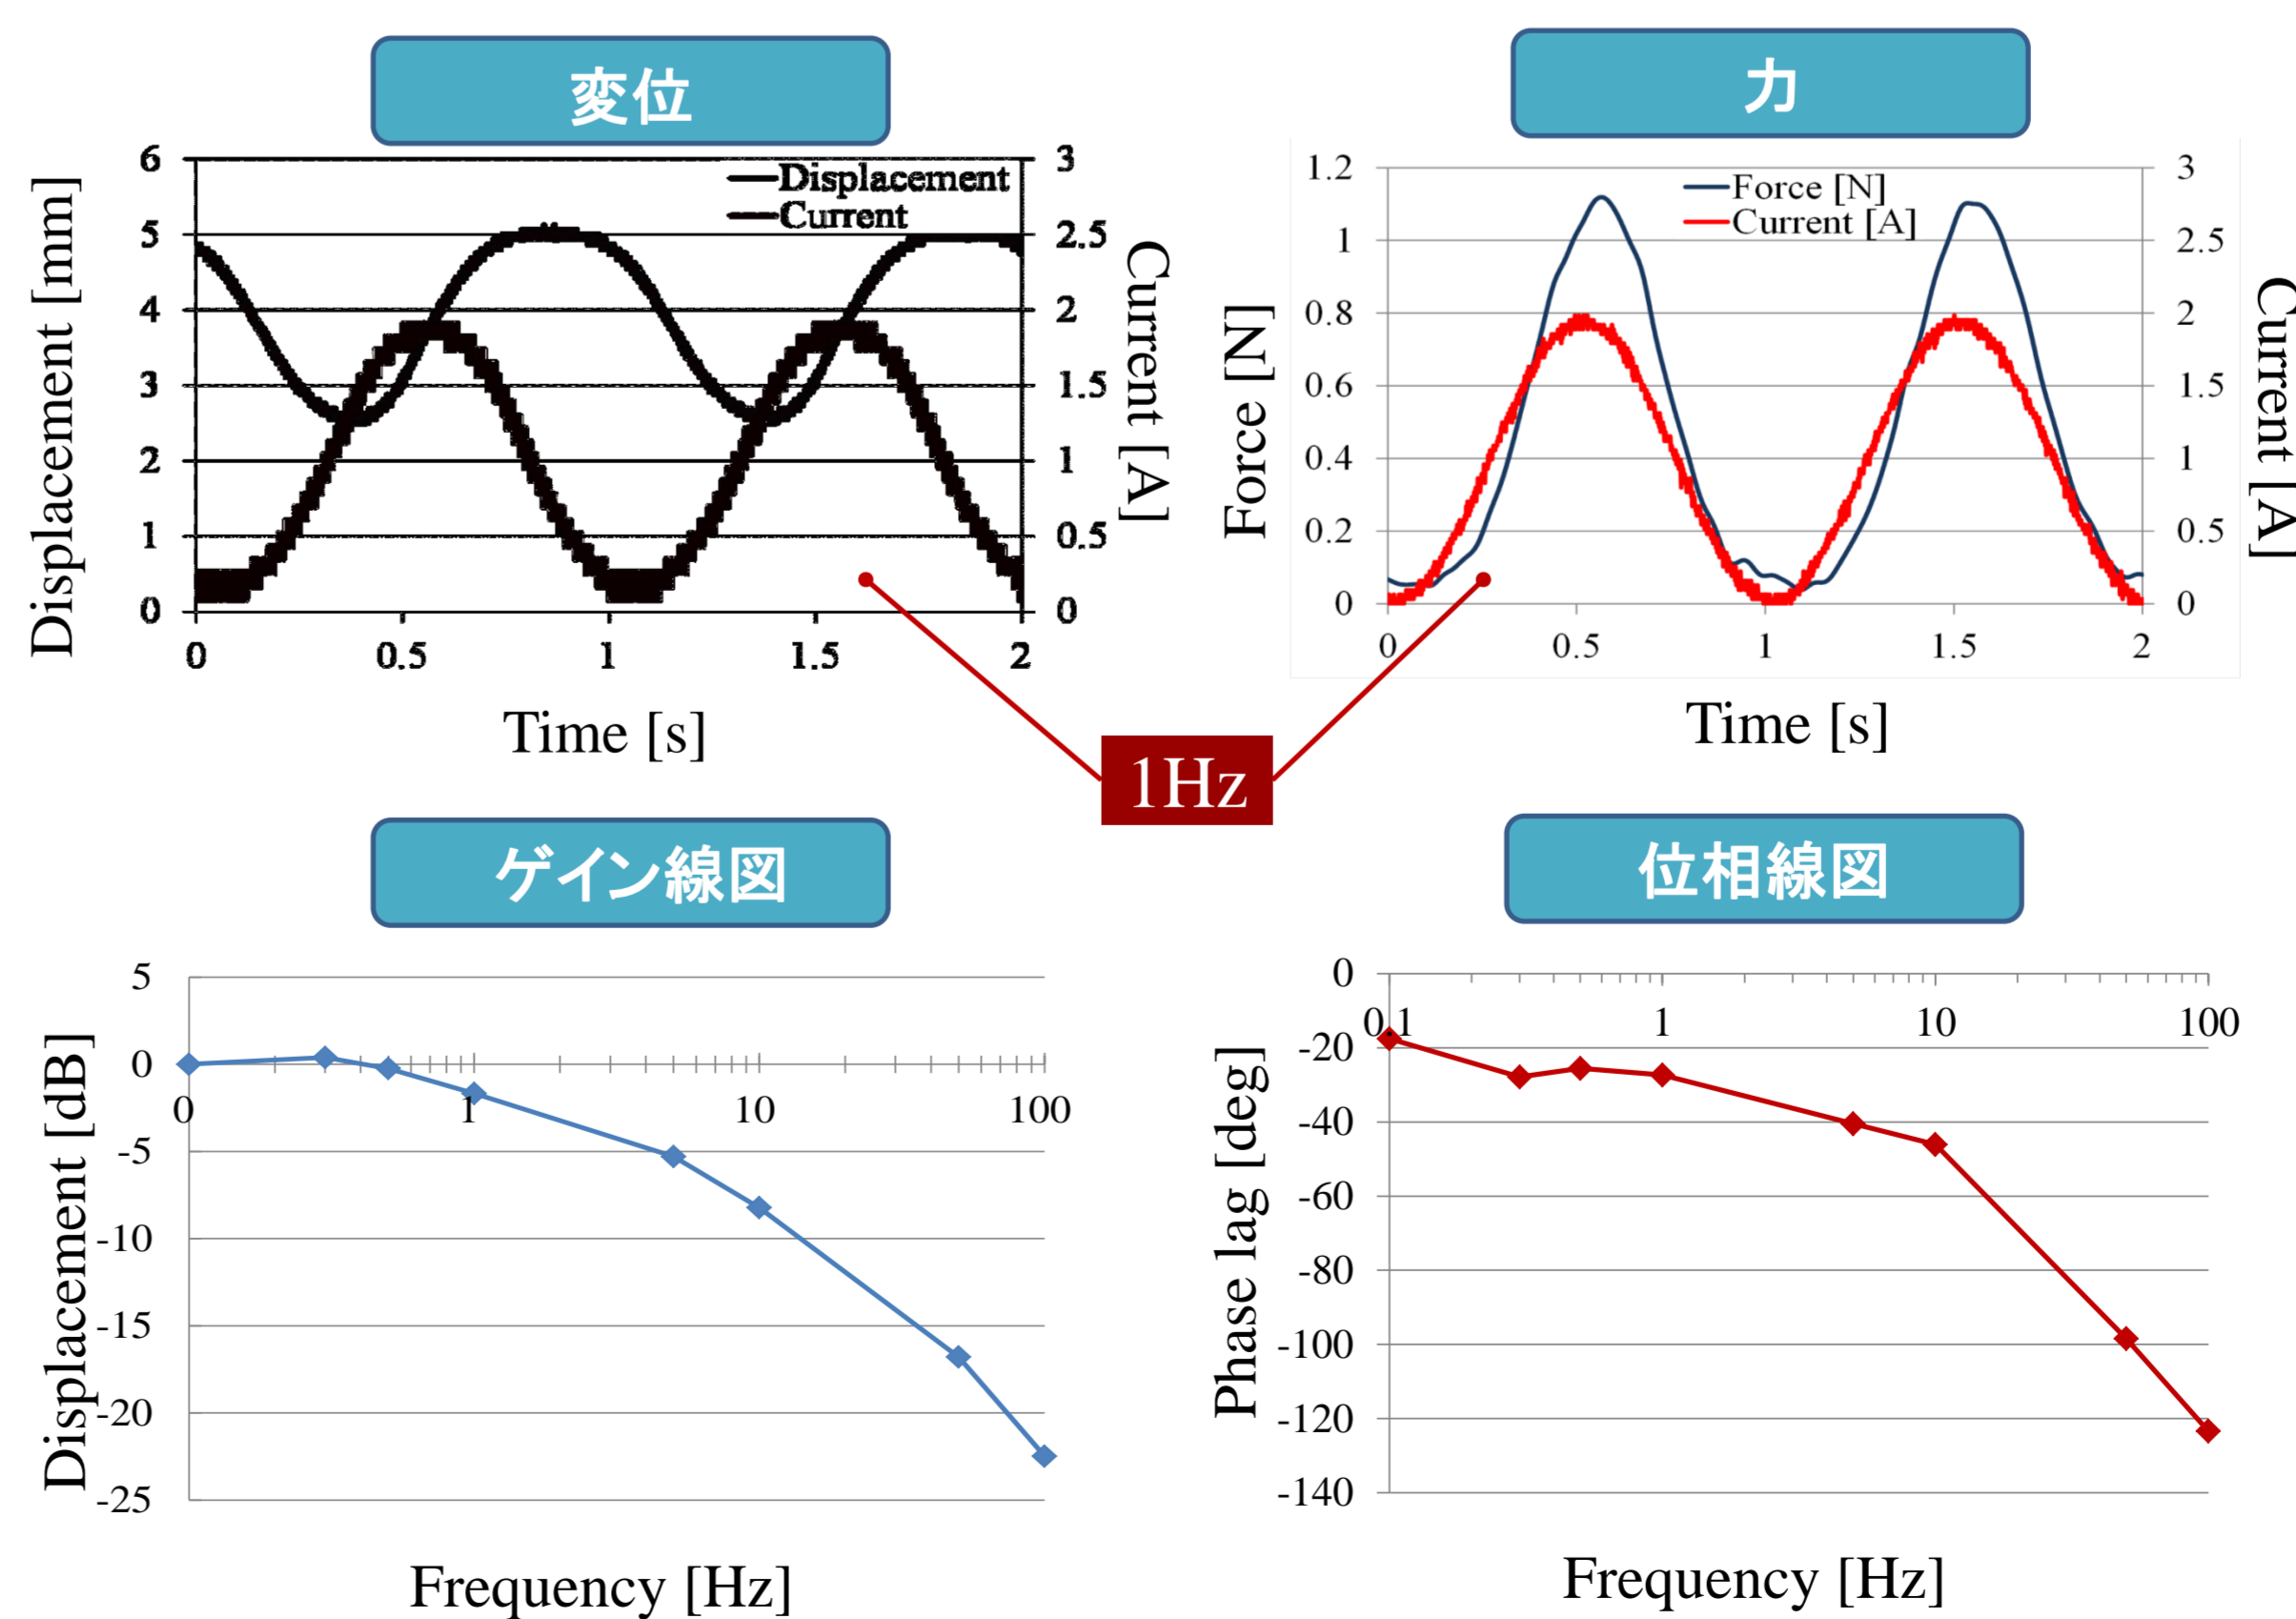 変位
6
5
4
3
2
1
0
Displacement [mm]
Displacement
Current
3
2.5
2
1.5
1
0.5
0
Current [A]
0 0.5 1 1.5 2
Time [s]
力
1.2
1
0.8
0.6
0.4
0.2
0
Force [N]
Force [N]
Current [A]
3
2.5
2
1.5
1
0.5
0
Current [A]
0 0.5 1 1.5 2
Time [s]
1Hz
ゲイン線図
5
0
-5
-10
-15
-20
-25
Displacement [dB]
0 1 10 100
Frequency [Hz]
位相線図
0
-20
-40
-60
-80
-100
-120
-140
Phase lag [deg]
0.1 1 10 100
Frequency [Hz]